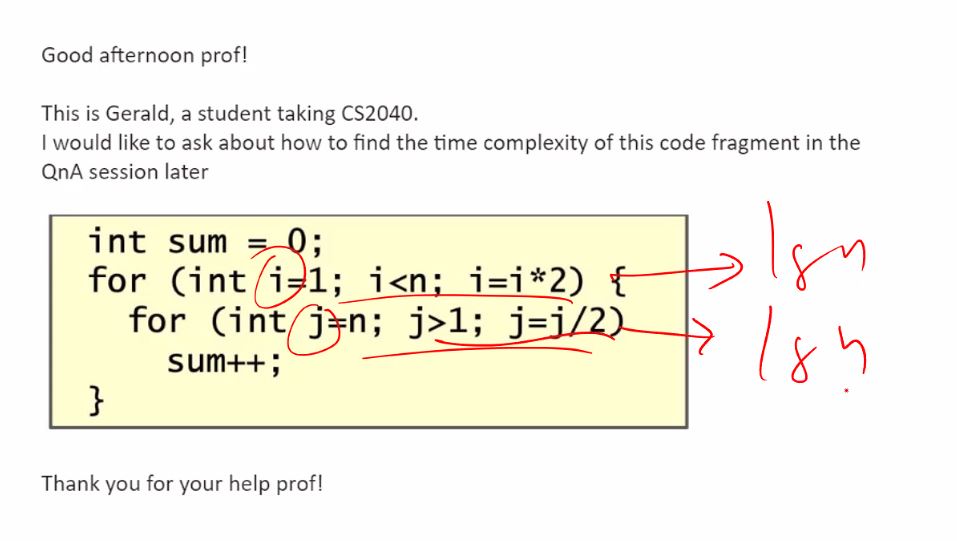 Good afternoon prof!
This is Gerald, a student taking CS2040.
I would like to ask about how to find the time complexity of this code fragment in the
QnA session later
int sum = 0;
for (int i=1; i<n; i=i*2) {
lg n
for (int j=n; j>1; j=j/2)
lg n
sum++;
}
Thank you for your help prof!